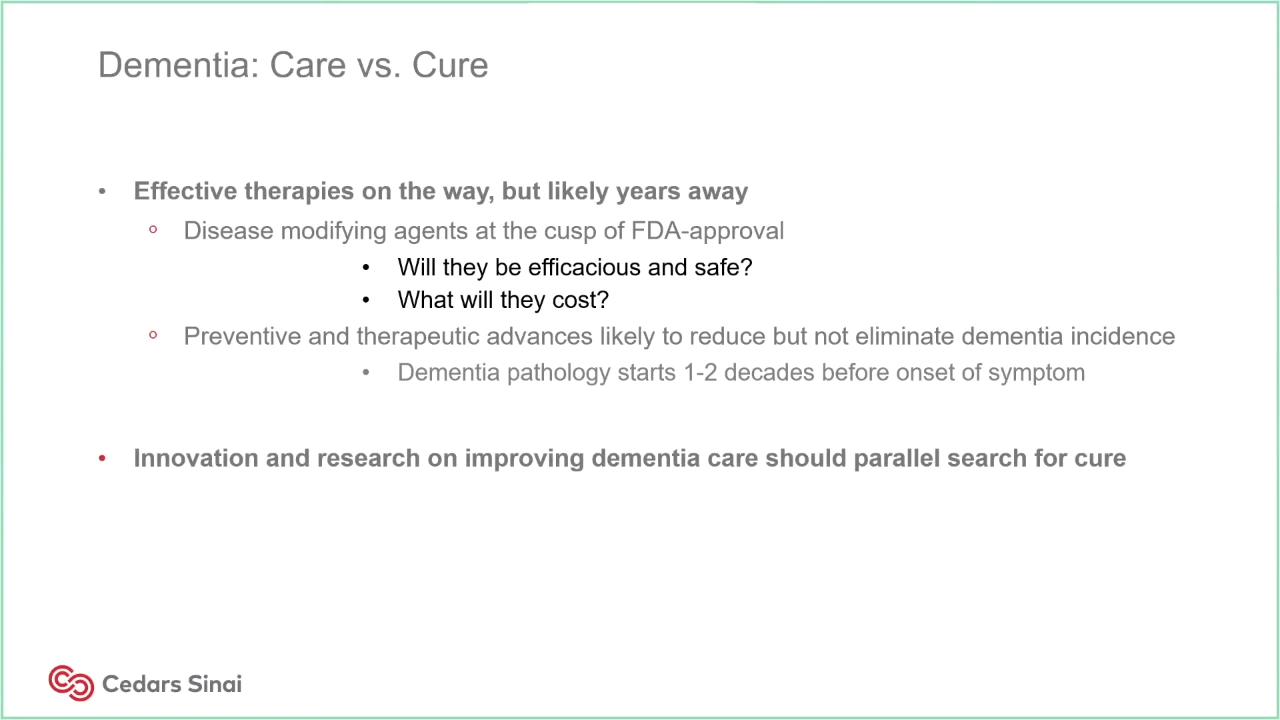 Dementia: Care vs. Cure
• Effective therapies on the way, but likely years away
○ Disease modifying agents at the cusp of FDA-approval
• Will they be efficacious and safe?
• What will they cost?
○ Preventive and therapeutic advances likely to reduce but not eliminate dementia incidence
• Dementia pathology starts 1-2 decades before onset of symptom
• Innovation and research on improving dementia care should parallel search for cure
Cedars Sinai